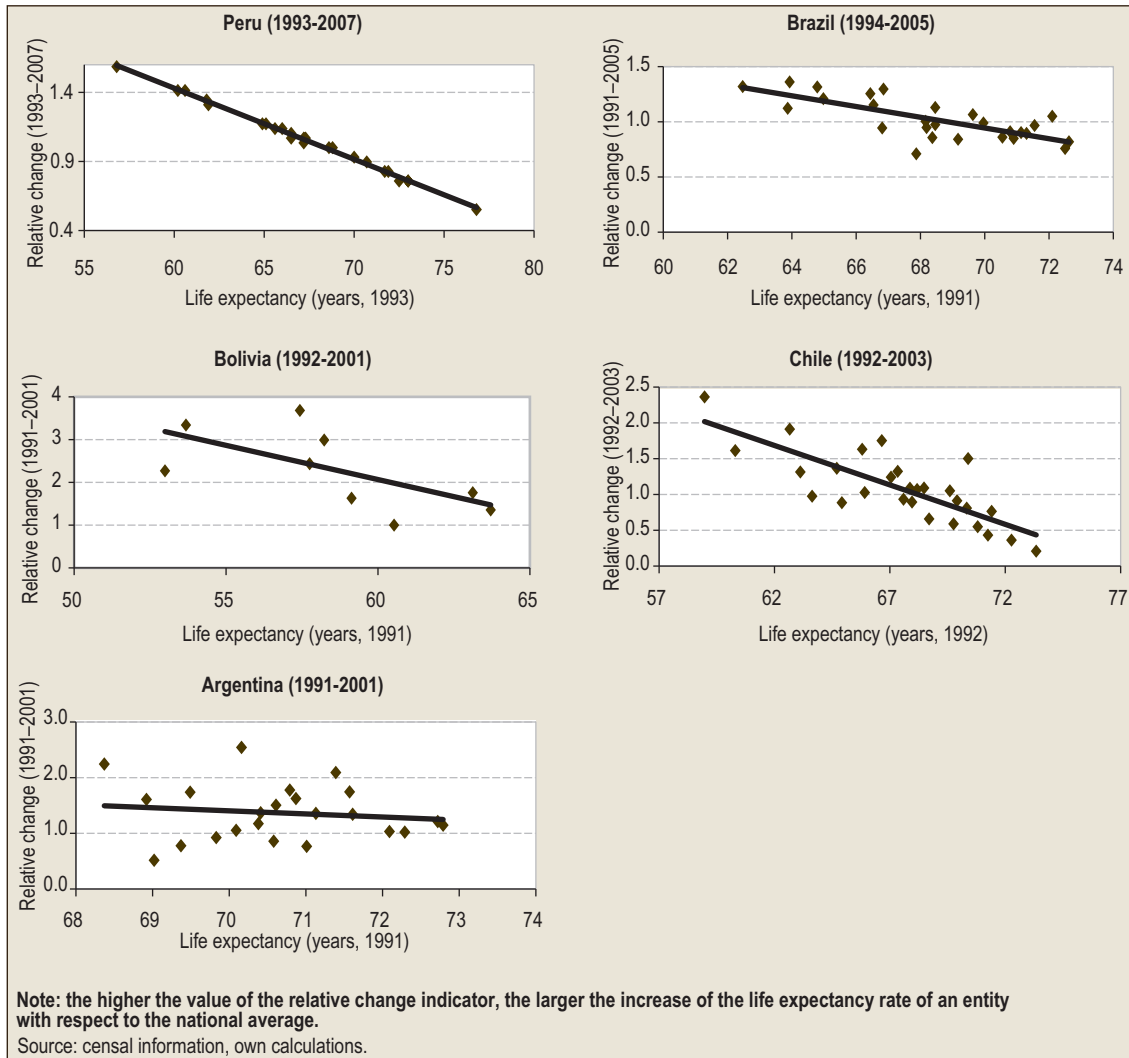 Peru (1993-2007)
Relative change (1993–2007)
1.4
0.9
0.4
55 60 65 70 75 80
Life expectancy (years, 1993)
Brazil (1994-2005)
Relative change (1991–2005)
1.5
1.0
0.5
0.0
60 62 64 66 68 70 72 74
Life expectancy (years, 1991)
Bolivia (1992-2001)
Relative change (1991–2001)
4
3
2
1
0
50 55 60 65
Life expectancy (years, 1991)
Chile (1992-2003)
Relative change (1992–2003)
2.5
2.0
1.5
1.0
0.5
0.0
57 62 67 72 77
Life expectancy (years, 1992)
Argentina (1991-2001)
Relative change (1991–2001)
3.0
2.0
1.0
0.0
68 69 70 71 72 73 74
Life expectancy (years, 1991)
Note: the higher the value of the relative change indicator, the larger the increase of the life expectancy rate of an entity
with respect to the national average.
Source: censal information, own calculations.